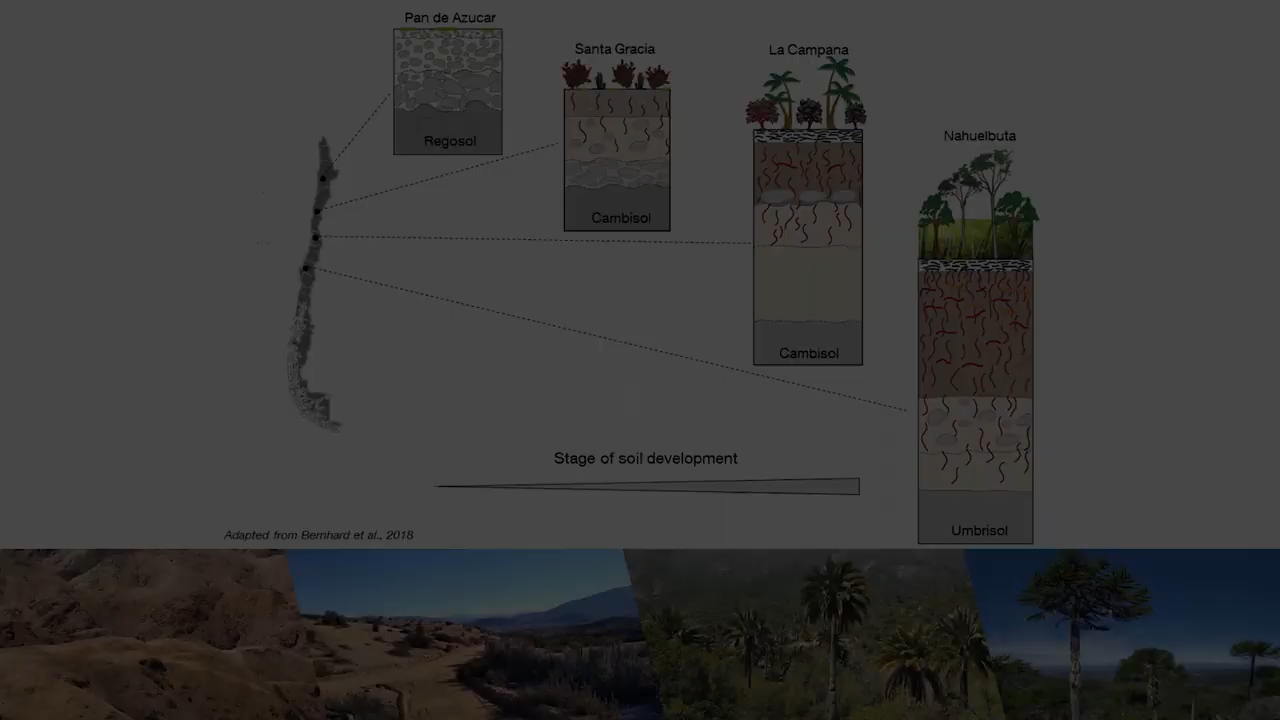 Pan de Azucar
Santa Gracia
La Campana
Nahuelbuta
Regosol
Cambisol
Cambisol
Umbrisol
Stage of soil development
Adapted from Bernhard et al., 2018